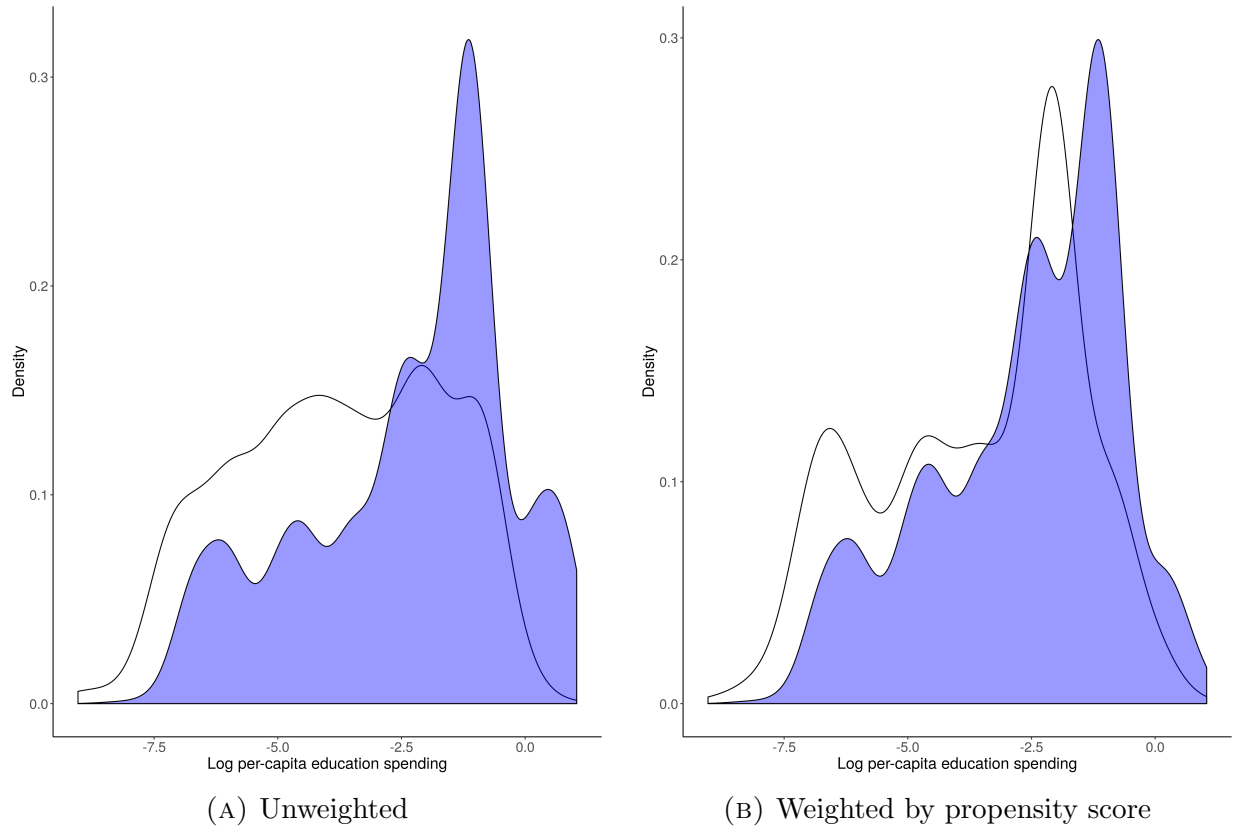 0.3
0.2
0.1
0.0
Density
-7.5 -5.0 -2.5 0.0
Log per-capita education spending
(A) Unweighted
0.3
0.2
0.1
0.0
Density
-7.5 -5.0 -2.5 0.0
Log per-capita education spending
(B) Weighted by propensity score